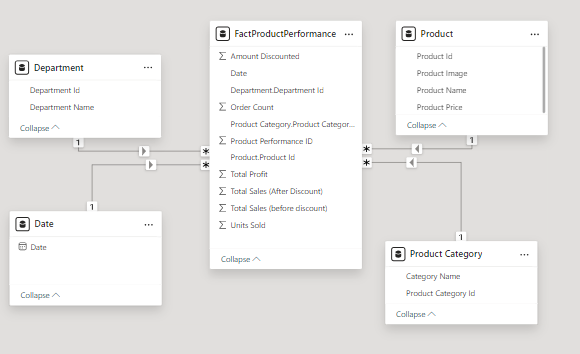 Department
Department Id
Department Name
Collapse
1
Date
Date
Collapse
1
FactProductPerformance
Amount Discounted
Date
Department.Department Id
Order Count
Product Category.Product Categor...
Product Performance ID
Product.Product Id
Total Profit
Total Sales (After Discount)
Total Sales (before discount)
Units Sold
Collapse
*
*
*
*
Product
Product Id
Product Image
Product Name
Product Price
Collapse
1
1
Product Category
Category Name
Product Category Id
Collapse